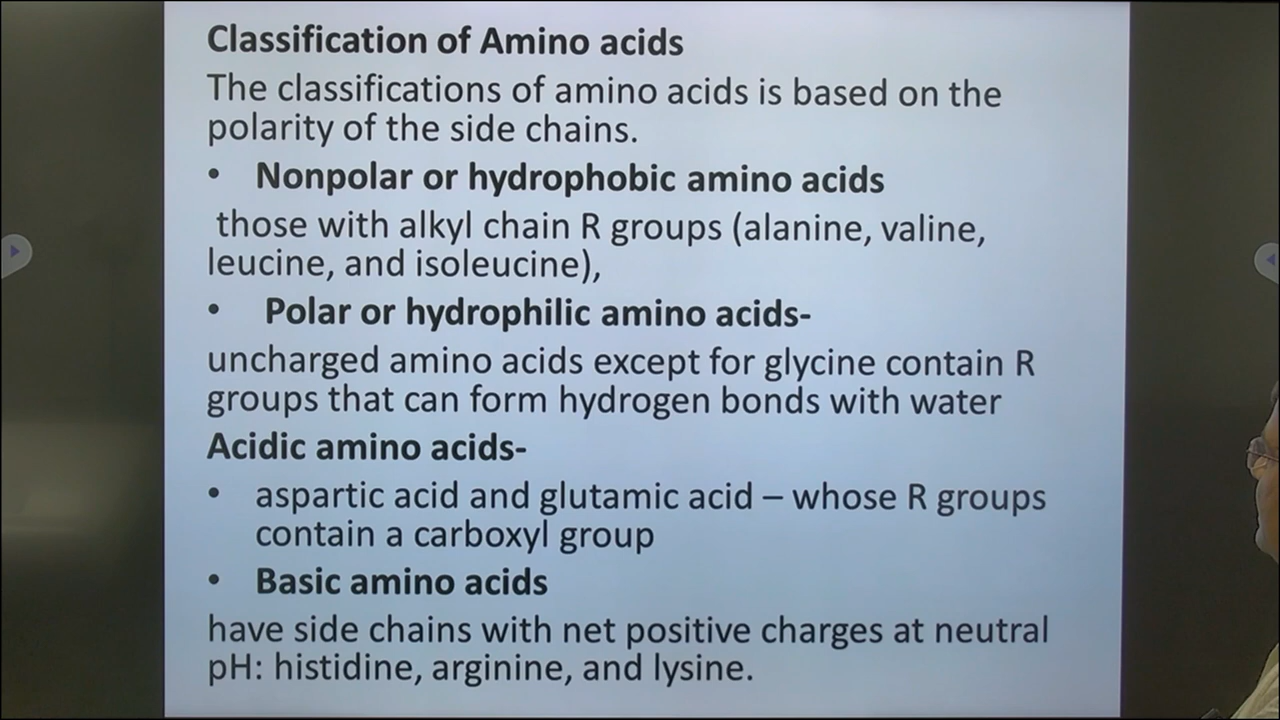 Classification of Amino acids
The classifications of amino acids is based on the
polarity of the side chains.
• Nonpolar or hydrophobic amino acids
those with alkyl chain R groups (alanine, valine,
leucine, and isoleucine),
• Polar or hydrophilic amino acids-
uncharged amino acids except for glycine contain R
groups that can form hydrogen bonds with water
Acidic amino acids-
• aspartic acid and glutamic acid – whose R groups
contain a carboxyl group
• Basic amino acids
have side chains with net positive charges at neutral
pH: histidine, arginine, and lysine.